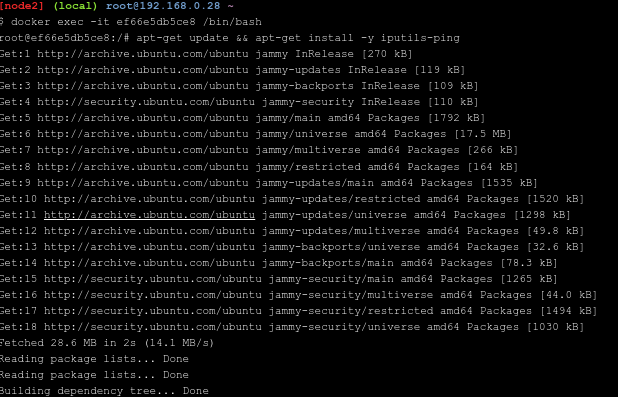 [node2] (local) root@192.168.0.28 ~
$ docker exec -it ef66e5db5ce8 /bin/bash
root@ef66e5db5ce8:/# apt-get update && apt-get install -y iputils-ping
Get:1 http://archive.ubuntu.com/ubuntu jammy InRelease [270 kB]
Get:2 http://archive.ubuntu.com/ubuntu jammy-updates InRelease [119 kB]
Get:3 http://archive.ubuntu.com/ubuntu jammy-backports InRelease [109 kB]
Get:4 http://security.ubuntu.com/ubuntu jammy-security InRelease [110 kB]
Get:5 http://archive.ubuntu.com/ubuntu jammy/main amd64 Packages [1792 kB]
Get:6 http://archive.ubuntu.com/ubuntu jammy/universe amd64 Packages [17.5 MB]
Get:7 http://archive.ubuntu.com/ubuntu jammy/multiverse amd64 Packages [266 kB]
Get:8 http://archive.ubuntu.com/ubuntu jammy/restricted amd64 Packages [164 kB]
Get:9 http://archive.ubuntu.com/ubuntu jammy-updates/main amd64 Packages [1535 kB]
Get:10 http://archive.ubuntu.com/ubuntu jammy-updates/restricted amd64 Packages [1520 kB]
Get:11 http://archive.ubuntu.com/ubuntu jammy-updates/universe amd64 Packages [1298 kB]
Get:12 http://archive.ubuntu.com/ubuntu jammy-updates/multiverse amd64 Packages [49.8 kB]
Get:13 http://archive.ubuntu.com/ubuntu jammy-backports/universe amd64 Packages [32.6 kB]
Get:14 http://archive.ubuntu.com/ubuntu jammy-backports/main amd64 Packages [78.3 kB]
Get:15 http://security.ubuntu.com/ubuntu jammy-security/main amd64 Packages [1265 kB]
Get:16 http://security.ubuntu.com/ubuntu jammy-security/multiverse amd64 Packages [44.0 kB]
Get:17 http://security.ubuntu.com/ubuntu jammy-security/restricted amd64 Packages [1494 kB]
Get:18 http://security.ubuntu.com/ubuntu jammy-security/universe amd64 Packages [1030 kB]
Fetched 28.6 MB in 2s (14.1 MB/s)
Reading package lists... Done
Reading package lists... Done
Building dependency tree... Done